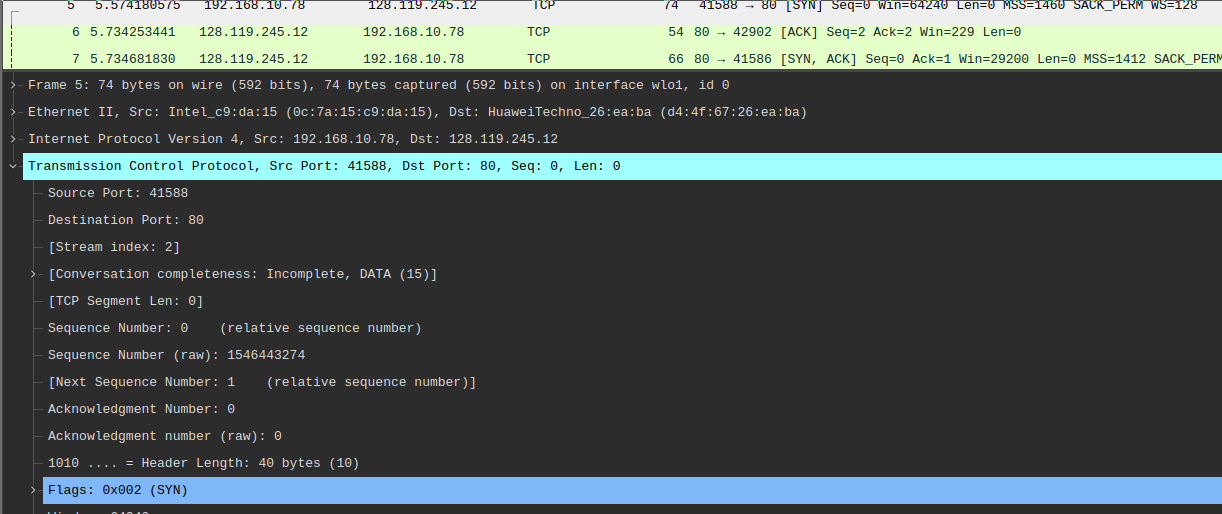 5 5.574180575 192.168.10.78 128.119.245.12 TCP 74 41588 → 80 [SYN] Seq=0 Win=64240 Len=0 MSS=1460 SACK_PERM WS=128
6 5.734253441 128.119.245.12 192.168.10.78 TCP 54 80 → 42902 [ACK] Seq=2 Ack=2 Win=229 Len=0
7 5.734681830 128.119.245.12 192.168.10.78 TCP 66 80 → 41586 [SYN, ACK] Seq=0 Ack=1 Win=29200 Len=0 MSS=1412 SACK_PERM
Frame 5: 74 bytes on wire (592 bits), 74 bytes captured (592 bits) on interface wlo1, id 0
Ethernet II, Src: Intel_c9:da:15 (0c:7a:15:c9:da:15), Dst: HuaweiTechno_26:ea:ba (d4:4f:67:26:ea:ba)
Internet Protocol Version 4, Src: 192.168.10.78, Dst: 128.119.245.12
Transmission Control Protocol, Src Port: 41588, Dst Port: 80, Seq: 0, Len: 0
Source Port: 41588
Destination Port: 80
[Stream index: 2]
[Conversation completeness: Incomplete, DATA (15)]
[TCP Segment Len: 0]
Sequence Number: 0 (relative sequence number)
Sequence Number (raw): 1546443274
[Next Sequence Number: 1 (relative sequence number)]
Acknowledgment Number: 0
Acknowledgment number (raw): 0
1010 .... = Header Length: 40 bytes (10)
Flags: 0x002 (SYN)